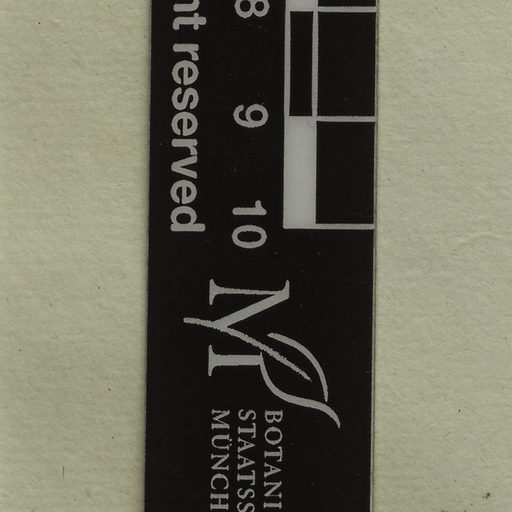 nt reserved
8 9 10
BOTANI
STAATSS
MÜNCH